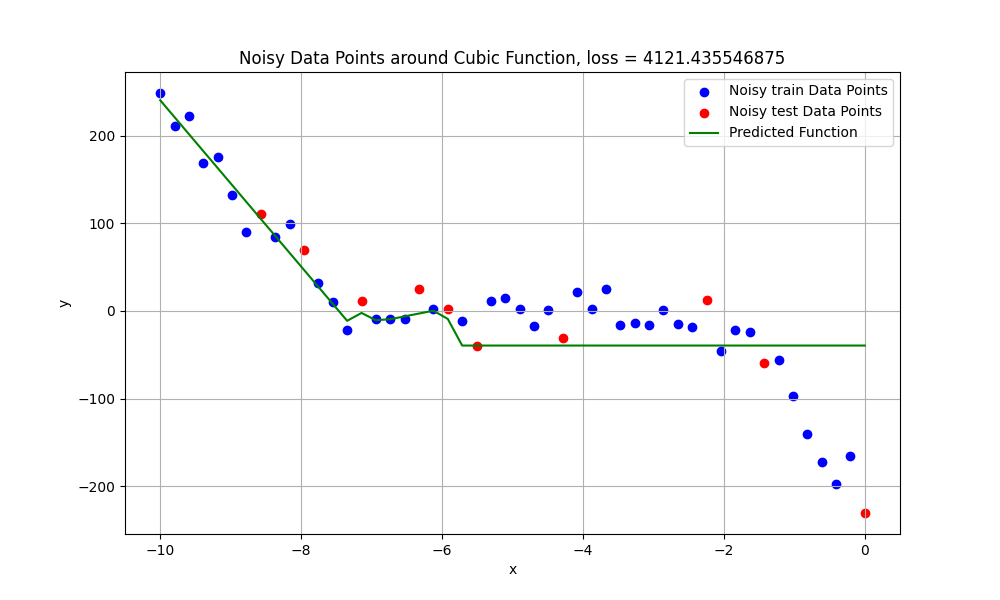 Noisy Data Points around Cubic Function, loss = 4121.435546875
Noisy train Data Points
Noisy test Data Points
Predicted Function
200
100
0
−100
−200
y
−10
−8
−6
−4
−2
0
x